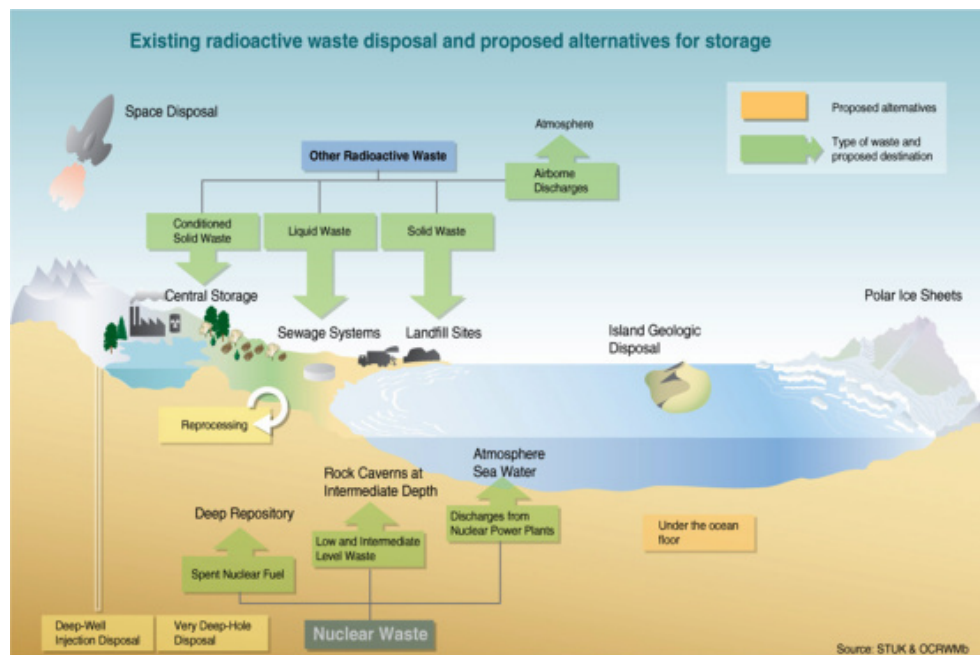 Existing radioactive waste disposal and proposed alternatives for storage
Space Disposal
Proposed alternatives
Type of waste and
proposed destination
Atmosphere
Other Radioactive Waste
Airborne
Discharges
Conditioned
Solid Waste
Liquid Waste
Solid Waste
Central Storage
Sewage Systems
Landfill Sites
Island Geologic
Disposal
Polar Ice Sheets
Reprocessing
Atmosphere
Sea Water
Rock Caverns at
Intermediate Depth
Deep Repository
Discharges from
Nuclear Power Plants
Low and Intermediate
Level Waste
Spent Nuclear Fuel
Under the ocean
floor
Deep-Well
Injection Disposal
Very Deep-Hole
Disposal
Nuclear Waste
Source: STUK & OCRWMb